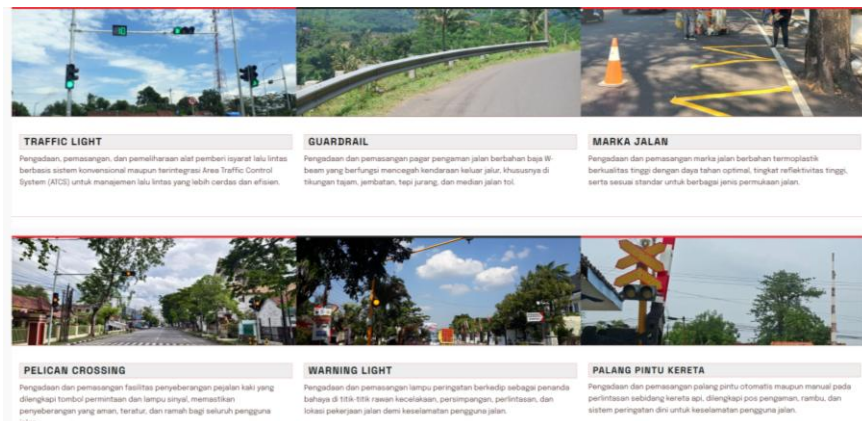 TRAFFIC LIGHT
Pengadaan, pemasangan, dan pemeliharaan alat pemberi isyarat lalu lintas
berbasis sistem konvensional maupun terintegrasi Area Traffic Control
System (ATCS) untuk manajemen lalu lintas yang lebih cerdas dan efisien.
GUARDRAIL
Pengadaan dan pemasangan pagar pengaman jalan berbahan baja W-
beam yang berfungsi mencegah kendaraan keluar jalur, khususnya di
tikungan tajam, jembatan, tepi jurang, dan median jalan tol.
MARKA JALAN
Pengadaan dan pemasangan marka jalan berbahan termoplastik
berkualitas tinggi dengan daya tahan optimal, tingkat reflektivitas tinggi,
serta sesuai standar untuk berbagai jenis permukaan jalan.
PELICAN CROSSING
Pengadaan dan pemasangan fasilitas penyeberangan pejalan kaki yang
dilengkapi tombol permintaan dan lampu sinyal, memastikan
penyeberangan yang aman, teratur, dan ramah bagi seluruh pengguna
WARNING LIGHT
Pengadaan dan pemasangan lampu peringatan berkedip sebagai penanda
bahaya di titik-titik rawan kecelakaan, persimpangan, perlintasan, dan
lokasi pekerjaan jalan demi keselamatan pengguna jalan.
PALANG PINTU KERETA
Pengadaan dan pemasangan palang pintu otomatis maupun manual pada
perlintasan sebidang kereta api, dilengkapi pos pengaman, rambu, dan
sistem peringatan dini untuk keselamatan pengguna jalan.